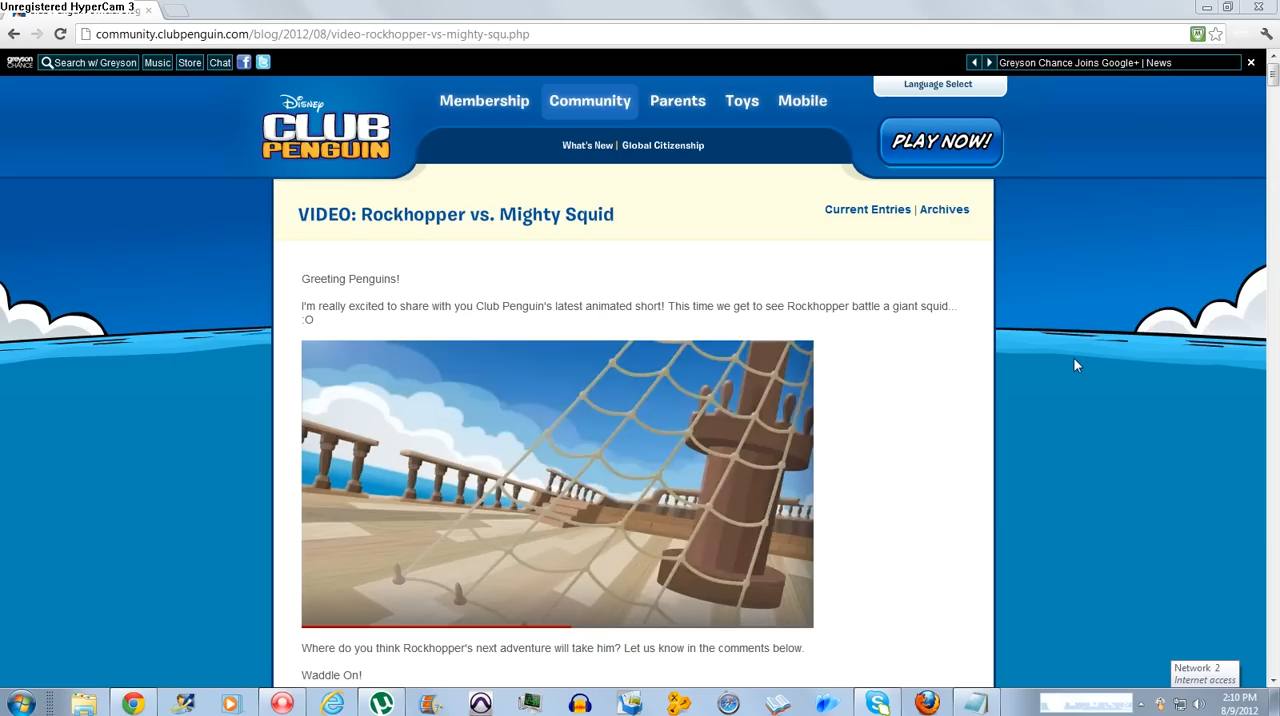 Unregistered HyperCam 3
community.clubpenguin.com/blog/2012/08/video-rockhopper-vs-mighty-squ.php
greyson chance Search w/ Greyson Music Store Chat Greyson Chance Joins Google+ | News
Language Select
Membership Community Parents Toys Mobile
Disney CLUB PENGUIN
PLAY NOW!
What's New | Global Citizenship
VIDEO: Rockhopper vs. Mighty Squid
Current Entries | Archives
Greeting Penguins!
I'm really excited to share with you Club Penguin's latest animated short! This time we get to see Rockhopper battle a giant squid...
:O
Where do you think Rockhopper's next adventure will take him? Let us know in the comments below.
Waddle On!
Network 2
Internet access
2:10 PM
8/9/2012